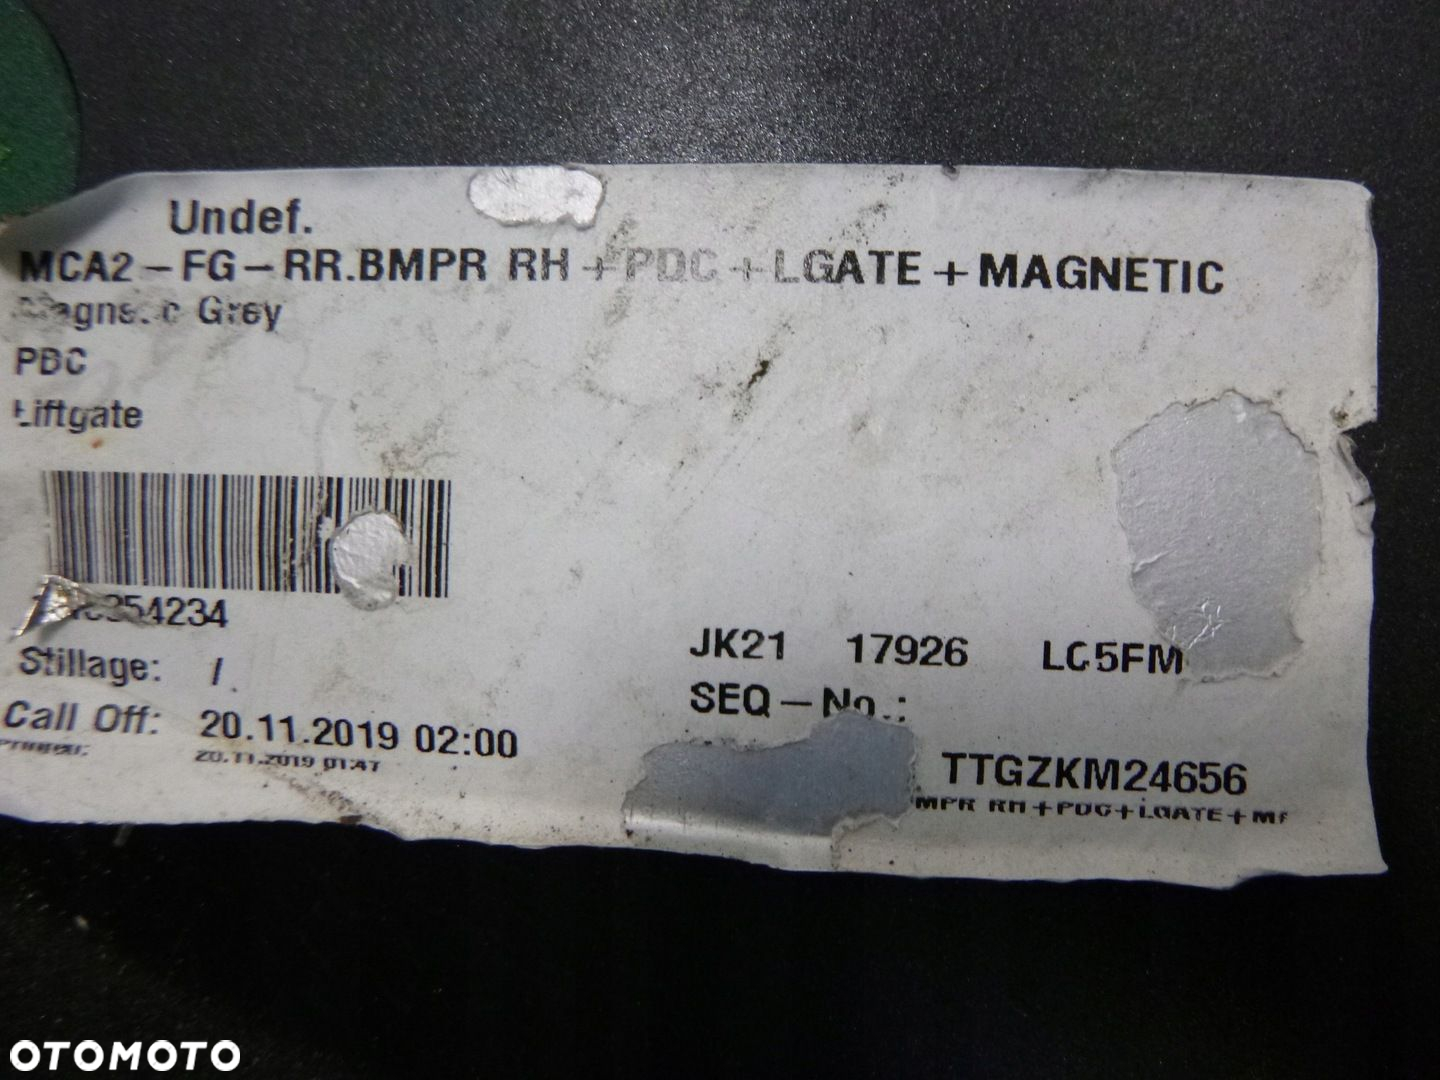 Undef.
MCA2-FG-RR.BMPR RH+PDC+LGATE+MAGNETIC
Grey
PDC
Liftgate
Stillage: /
Call Off: 20.11.2019 02:00
20.11.2019 01:47
JK21 17926
SEQ-No.:
TTGZKM24656
MPR RH+PDC+LGATE+
OTOMOTO